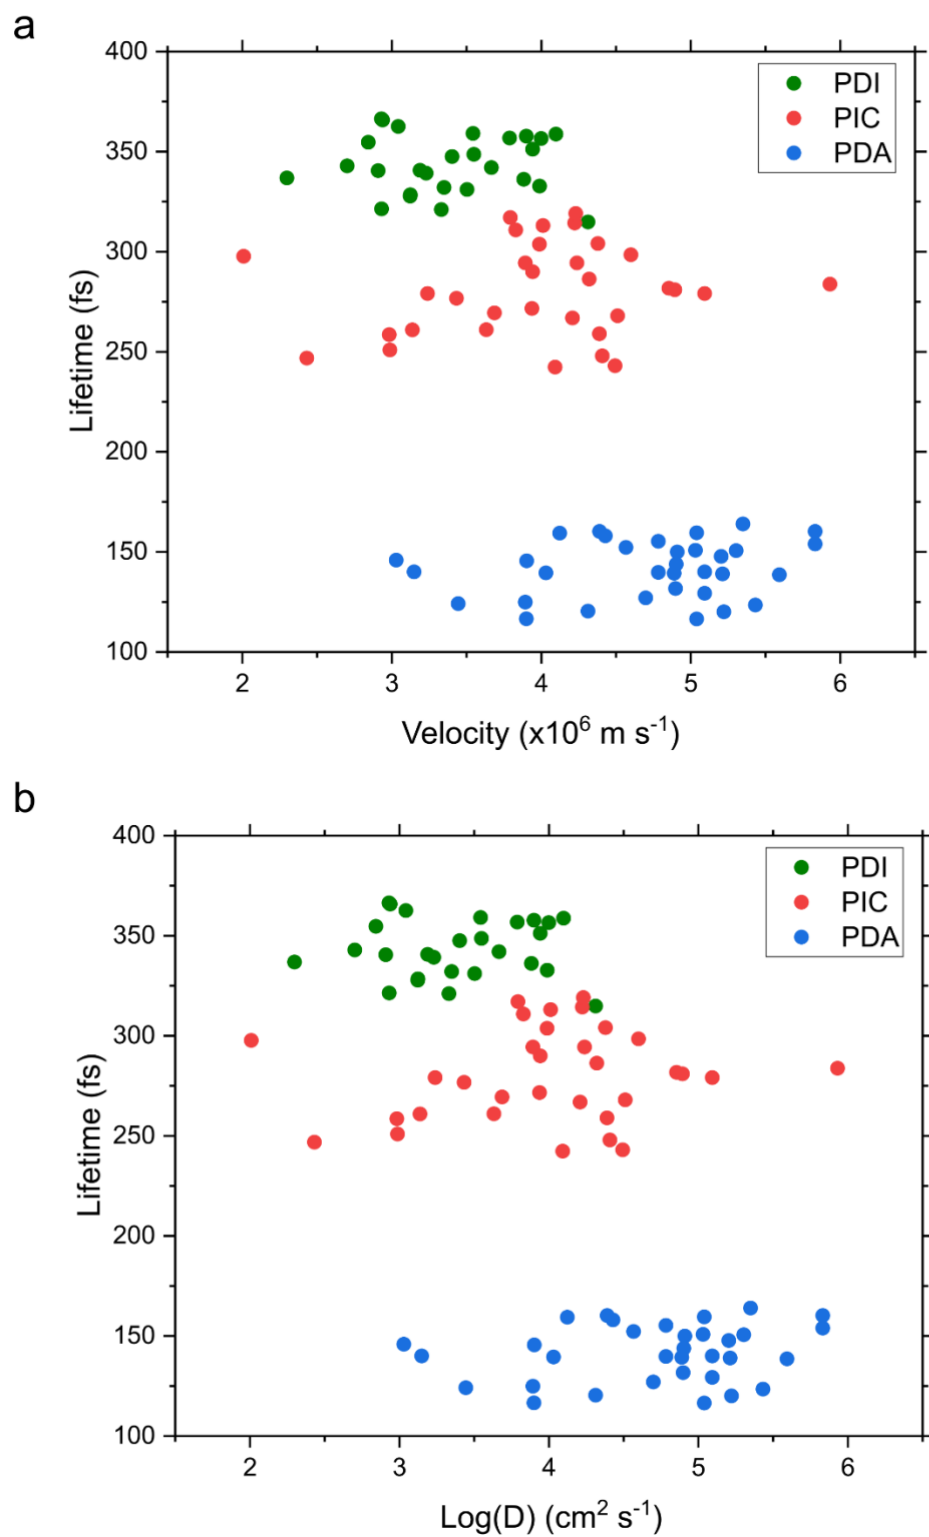 a
400
350
300
250
200
150
100
Lifetime (fs)
PDI
PIC
PDA
2 3 4 5 6
Velocity (x10⁶ m s⁻¹)
b
400
350
300
250
200
150
100
Lifetime (fs)
PDI
PIC
PDA
2 3 4 5 6
Log(D) (cm² s⁻¹)